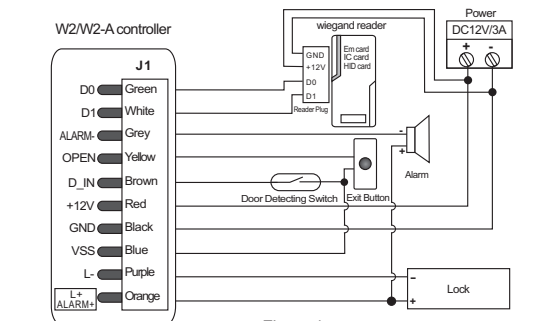 W2/W2-A controller
wiegand reader
Power
DC12V/3A
+ -
J1
GND
+12V
D0
D1
Em card
IC card
HID card
Reader Plug
D0 Green
D1 White
ALARM- Grey
OPEN Yellow
D_IN Brown
+12V Red
GND Black
VSS Blue
L- Purple
L+
ALARM+
Orange
-
+
Alarm
Door Detecting Switch
Exit Button
-
Lock
+